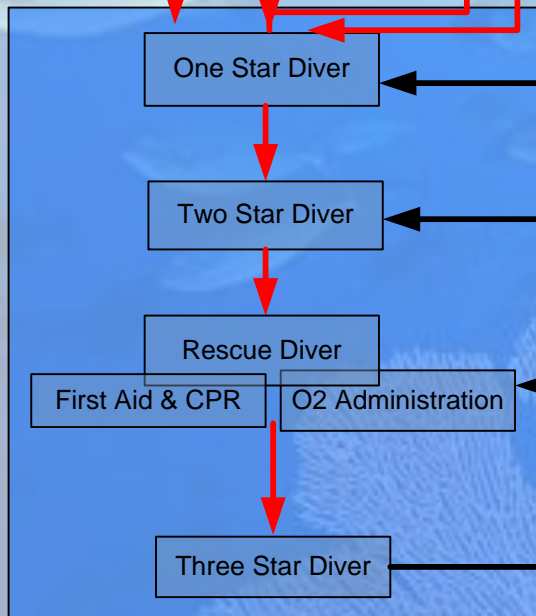 One Star Diver
Two Star Diver
Rescue Diver
First Aid & CPR
O2 Administration
Three Star Diver